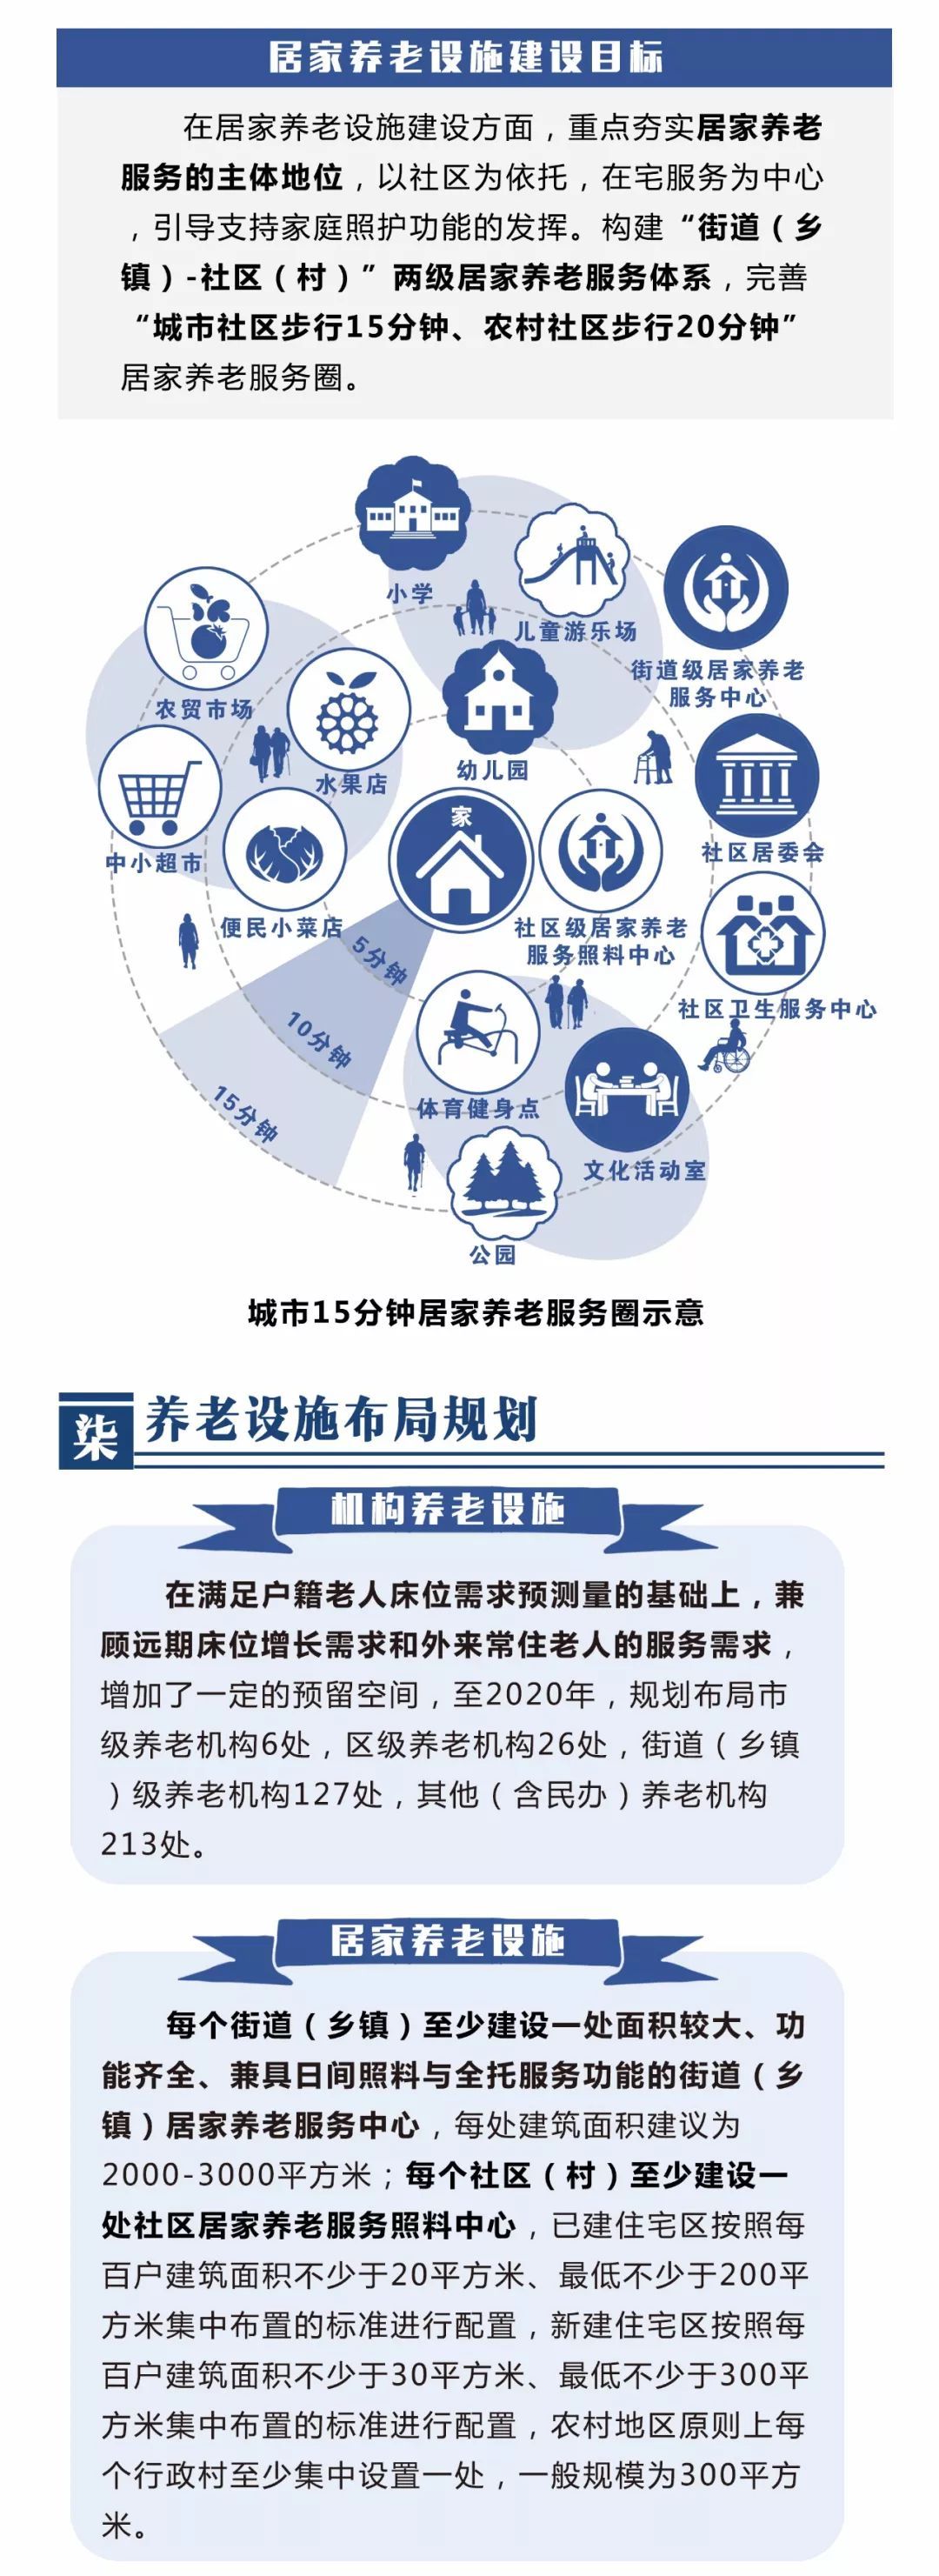 居家养老设施建设目标
在居家养老设施建设方面，重点夯实居家养老
服务的主体地位，以社区为依托，在宅服务为中心
，引导支持家庭照护功能的发挥。构建“街道（乡
镇）-社区（村）”两级居家养老服务体系，完善
“城市社区步行15分钟、农村社区步行20分钟”
居家养老服务圈。
小学
儿童游乐场
街道级居家养老
服务中心
农贸市场
水果店
幼儿园
家
中小超市
社区居委会
便民小菜店
社区级居家养老
服务照料中心
5分钟
社区卫生服务中心
10分钟
体育健身点
15分钟
文化活动室
公园
城市15分钟居家养老服务圈示意
柒 养老设施布局规划
机构养老设施
在满足户籍老人床位需求预测量的基础上，兼
顾远期床位增长需求和外来常住老人的服务需求，
增加了一定的预留空间，至2020年，规划布局市
级养老机构6处，区级养老机构26处，街道（乡镇
）级养老机构127处，其他（含民办）养老机构
213处。
居家养老设施
每个街道（乡镇）至少建设一处面积较大、功
能齐全、兼具日间照料与全托服务功能的街道（乡
镇）居家养老服务中心，每处建筑面积建议为
2000-3000平方米；每个社区（村）至少建设一
处社区居家养老服务照料中心，已建住宅区按照每
百户建筑面积不少于20平方米、最低不少于200平
方米集中布置的标准进行配置，新建住宅区按照每
百户建筑面积不少于30平方米、最低不少于300平
方米集中布置的标准进行配置，农村地区原则上每
个行政村至少集中设置一处，一般规模为300平方
米。